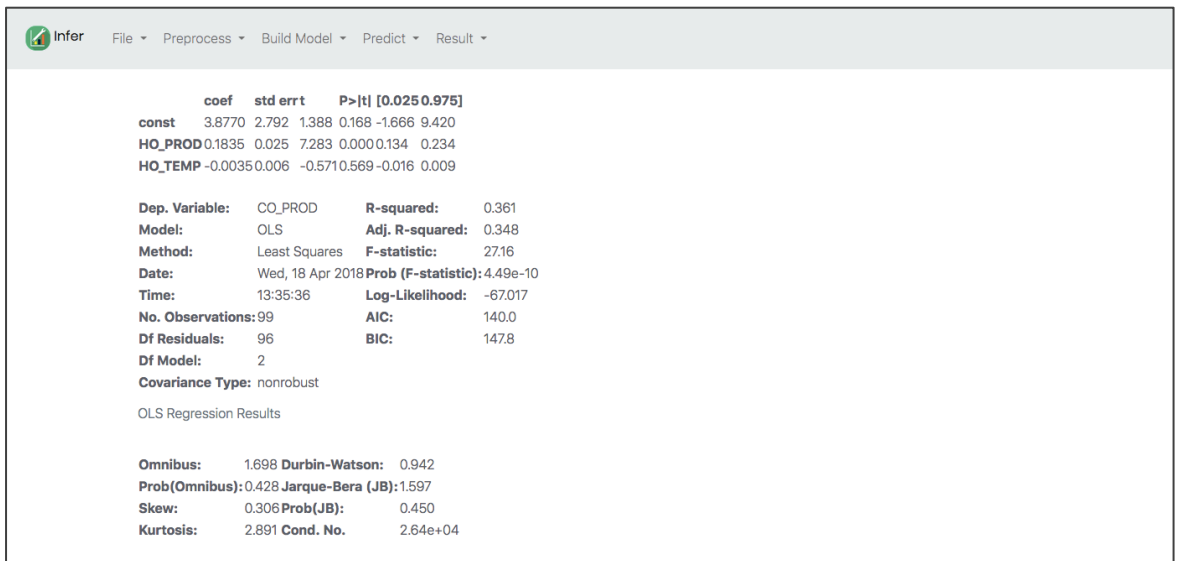 Infer File Preprocess Build Model Predict Result
coef std err t P>|t| [0.025 0.975]
const 3.8770 2.792 1.388 0.168 -1.666 9.420
HO_PROD 0.1835 0.025 7.283 0.000 0.134 0.234
HO_TEMP -0.0035 0.006 -0.571 0.569 -0.016 0.009
Dep. Variable: CO_PROD R-squared: 0.361
Model: OLS Adj. R-squared: 0.348
Method: Least Squares F-statistic: 27.16
Date: Wed, 18 Apr 2018 Prob (F-statistic): 4.49e-10
Time: 13:35:36 Log-Likelihood: -67.017
No. Observations: 99 AIC: 140.0
Df Residuals: 96 BIC: 147.8
Df Model: 2
Covariance Type: nonrobust
OLS Regression Results
Omnibus: 1.698 Durbin-Watson: 0.942
Prob(Omnibus): 0.428 Jarque-Bera (JB): 1.597
Skew: 0.306 Prob(JB): 0.450
Kurtosis: 2.891 Cond. No. 2.64e+04